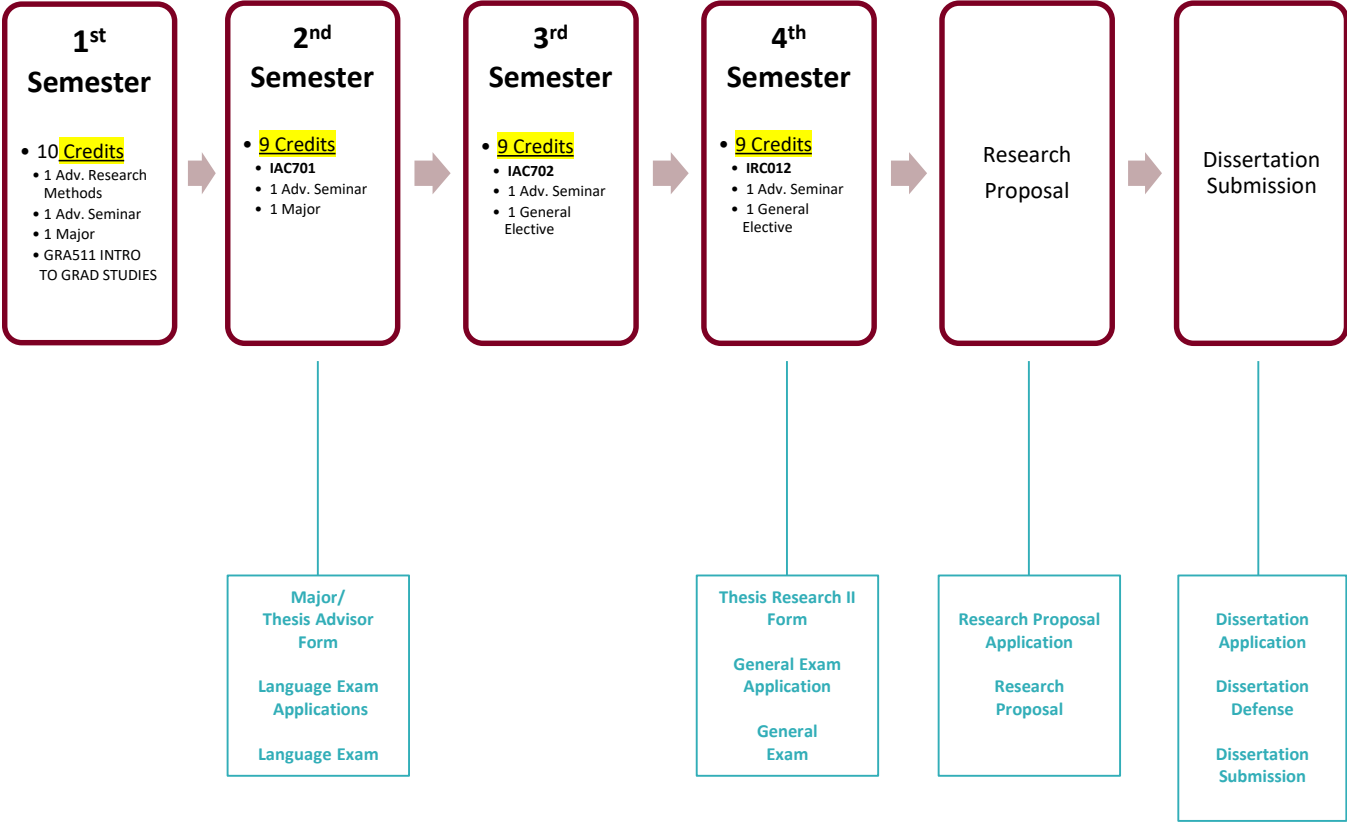 1st
Semester
• 10 Credits
• 1 Adv. Research
Methods
• 1 Adv. Seminar
• 1 Major
• GRA511 INTRO
TO GRAD STUDIES
2nd
Semester
• 9 Credits
• IAC701
• 1 Adv. Seminar
• 1 Major
3rd
Semester
• 9 Credits
• IAC702
• 1 Adv. Seminar
• 1 General
Elective
4th
Semester
• 9 Credits
• IRC012
• 1 Adv. Seminar
• 1 General
Elective
Research
Proposal
Dissertation
Submission
Major/
Thesis Advisor
Form
Language Exam
Applications
Language Exam
Thesis Research II
Form
General Exam
Application
General
Exam
Research Proposal
Application
Research
Proposal
Dissertation
Application
Dissertation
Defense
Dissertation
Submission